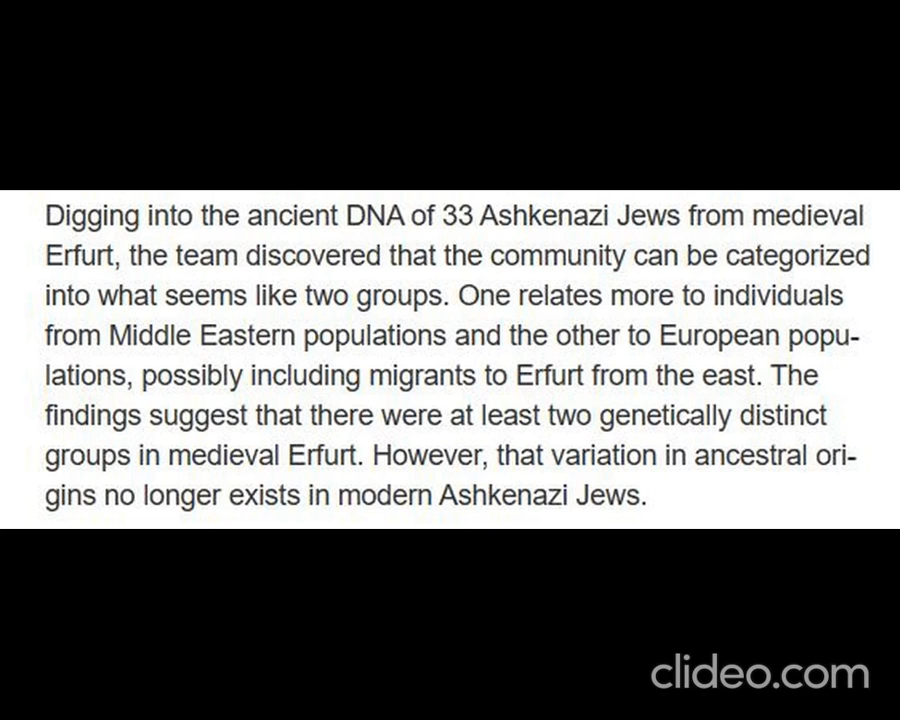 Digging into the ancient DNA of 33 Ashkenazi Jews from medieval
Erfurt, the team discovered that the community can be categorized
into what seems like two groups. One relates more to individuals
from Middle Eastern populations and the other to European popu-
lations, possibly including migrants to Erfurt from the east. The
findings suggest that there were at least two genetically distinct
groups in medieval Erfurt. However, that variation in ancestral ori-
gins no longer exists in modern Ashkenazi Jews.
clideo.com